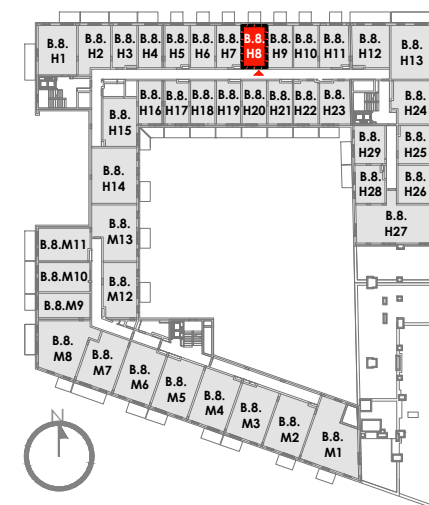 B.8.
H1
B.8.
H2
B.8.
H3
B.8.
H4
B.8.
H5
B.8.
H6
B.8.
H7
B.8.
H8
B.8.
H9
B.8.
H10
B.8.
H11
B.8.
H12
B.8.
H13
B.8.
H16
B.8.
H17
B.8.
H18
B.8.
H19
B.8.
H20
B.8.
H21
B.8.
H22
B.8.
H23
B.8.
H24
B.8.
H15
B.8.
H29
B.8.
H25
B.8.
H14
B.8.
H28
B.8.
H26
B.8.
H27
B.8.
M13
B.8.M11
B.8.M10
B.8.
M12
B.8.M9
B.8.
M8
B.8.
M7
B.8.
M6
B.8.
M5
B.8.
M4
B.8.
M3
B.8.
M2
B.8.
M1
N